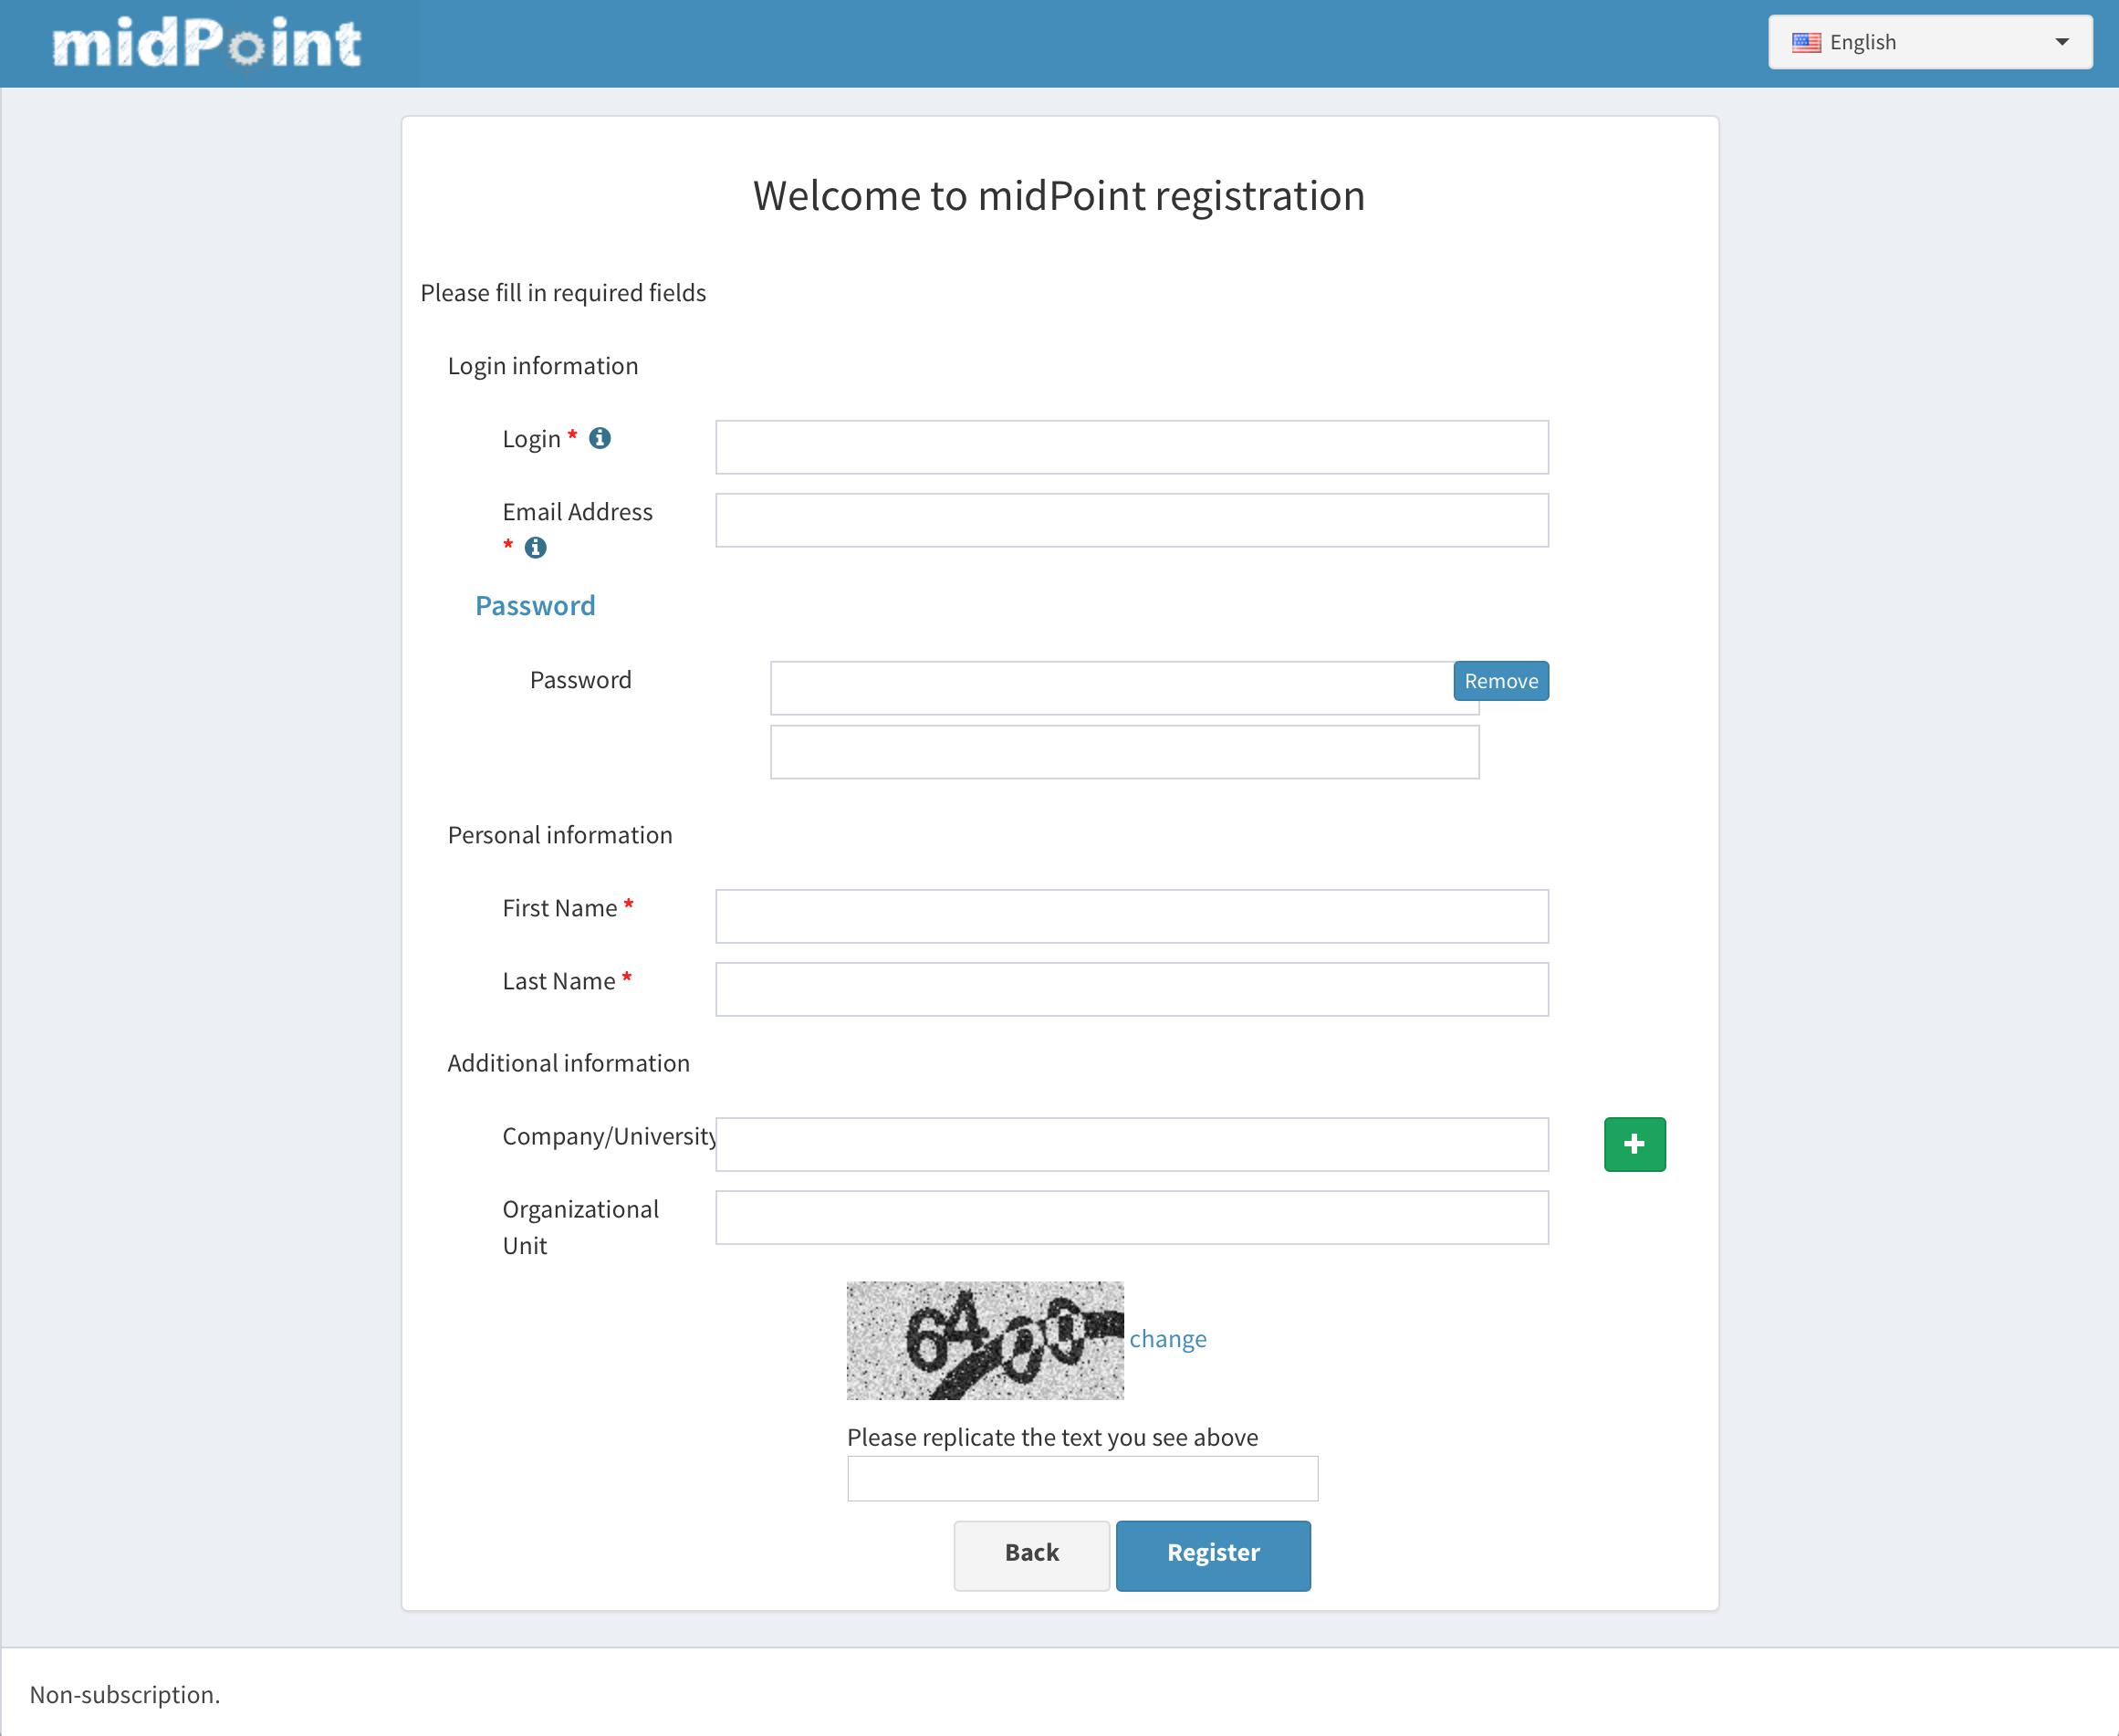 midPoint
English
Welcome to midPoint registration
Please fill in required fields
Login information
Login *
Email Address
*
Password
Password
Remove
Personal information
First Name *
Last Name *
Additional information
Company/University
Organizational
Unit
change
Please replicate the text you see above
Back
Register
Non-subscription.